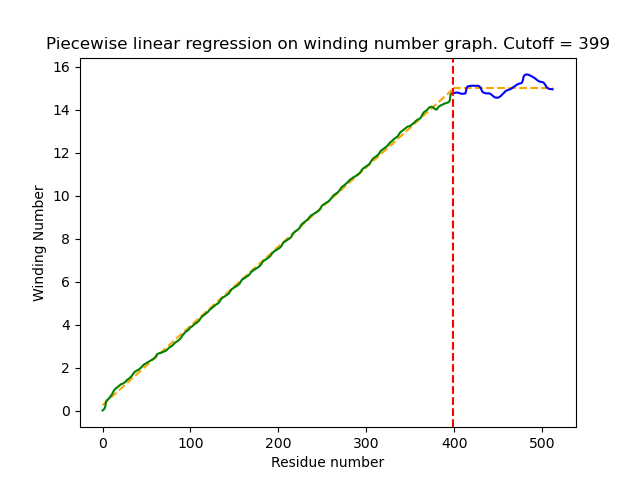 Piecewise linear regression on winding number graph. Cutoff = 399
16
14
12
10
8
6
4
2
0
Winding Number
0 100 200 300 400 500
Residue number